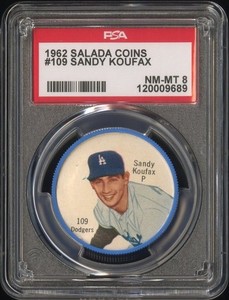 PSA
1962 SALADA COINS
#109 SANDY KOUFAX
NM-MT 8
120009689
LA
Sandy
Koufax
P
109
Dodgers